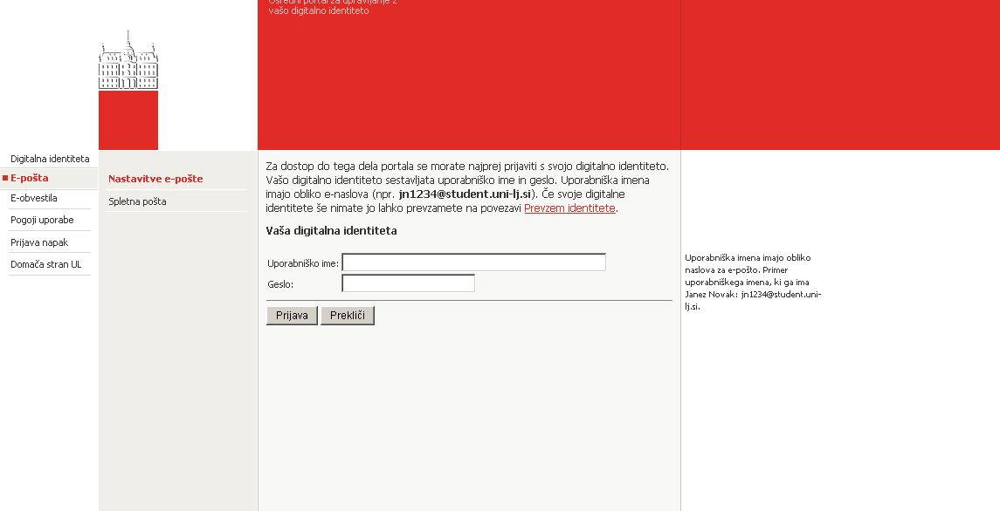 Osredni portal za upravljanje z
vašo digitalno identiteto
Digitalna identiteta
E-pošta
E-obvestila
Pogoji uporabe
Prijava napak
Domača stran UL
Nastavitve e-pošte
Spletna pošta
Za dostop do tega dela portala se morate najprej prijaviti s svojo digitalno identiteto.
Vašo digitalno identiteto sestavljata uporabniško ime in geslo. Uporabniška imena
imajo obliko e-naslova (npr. jn1234@student.uni-lj.si). Če svoje digitalne
identitete še nimate jo lahko prevzamete na povezavi Prevzem identitete.
Vaša digitalna identiteta
Uporabniško ime:
Geslo:
Prijava Prekliči
Uporabniška imena imajo obliko
naslova za e-pošto. Primer
uporabniškega imena, ki ga ima
Janez Novak: jn1234@student.uni-
lj.si.